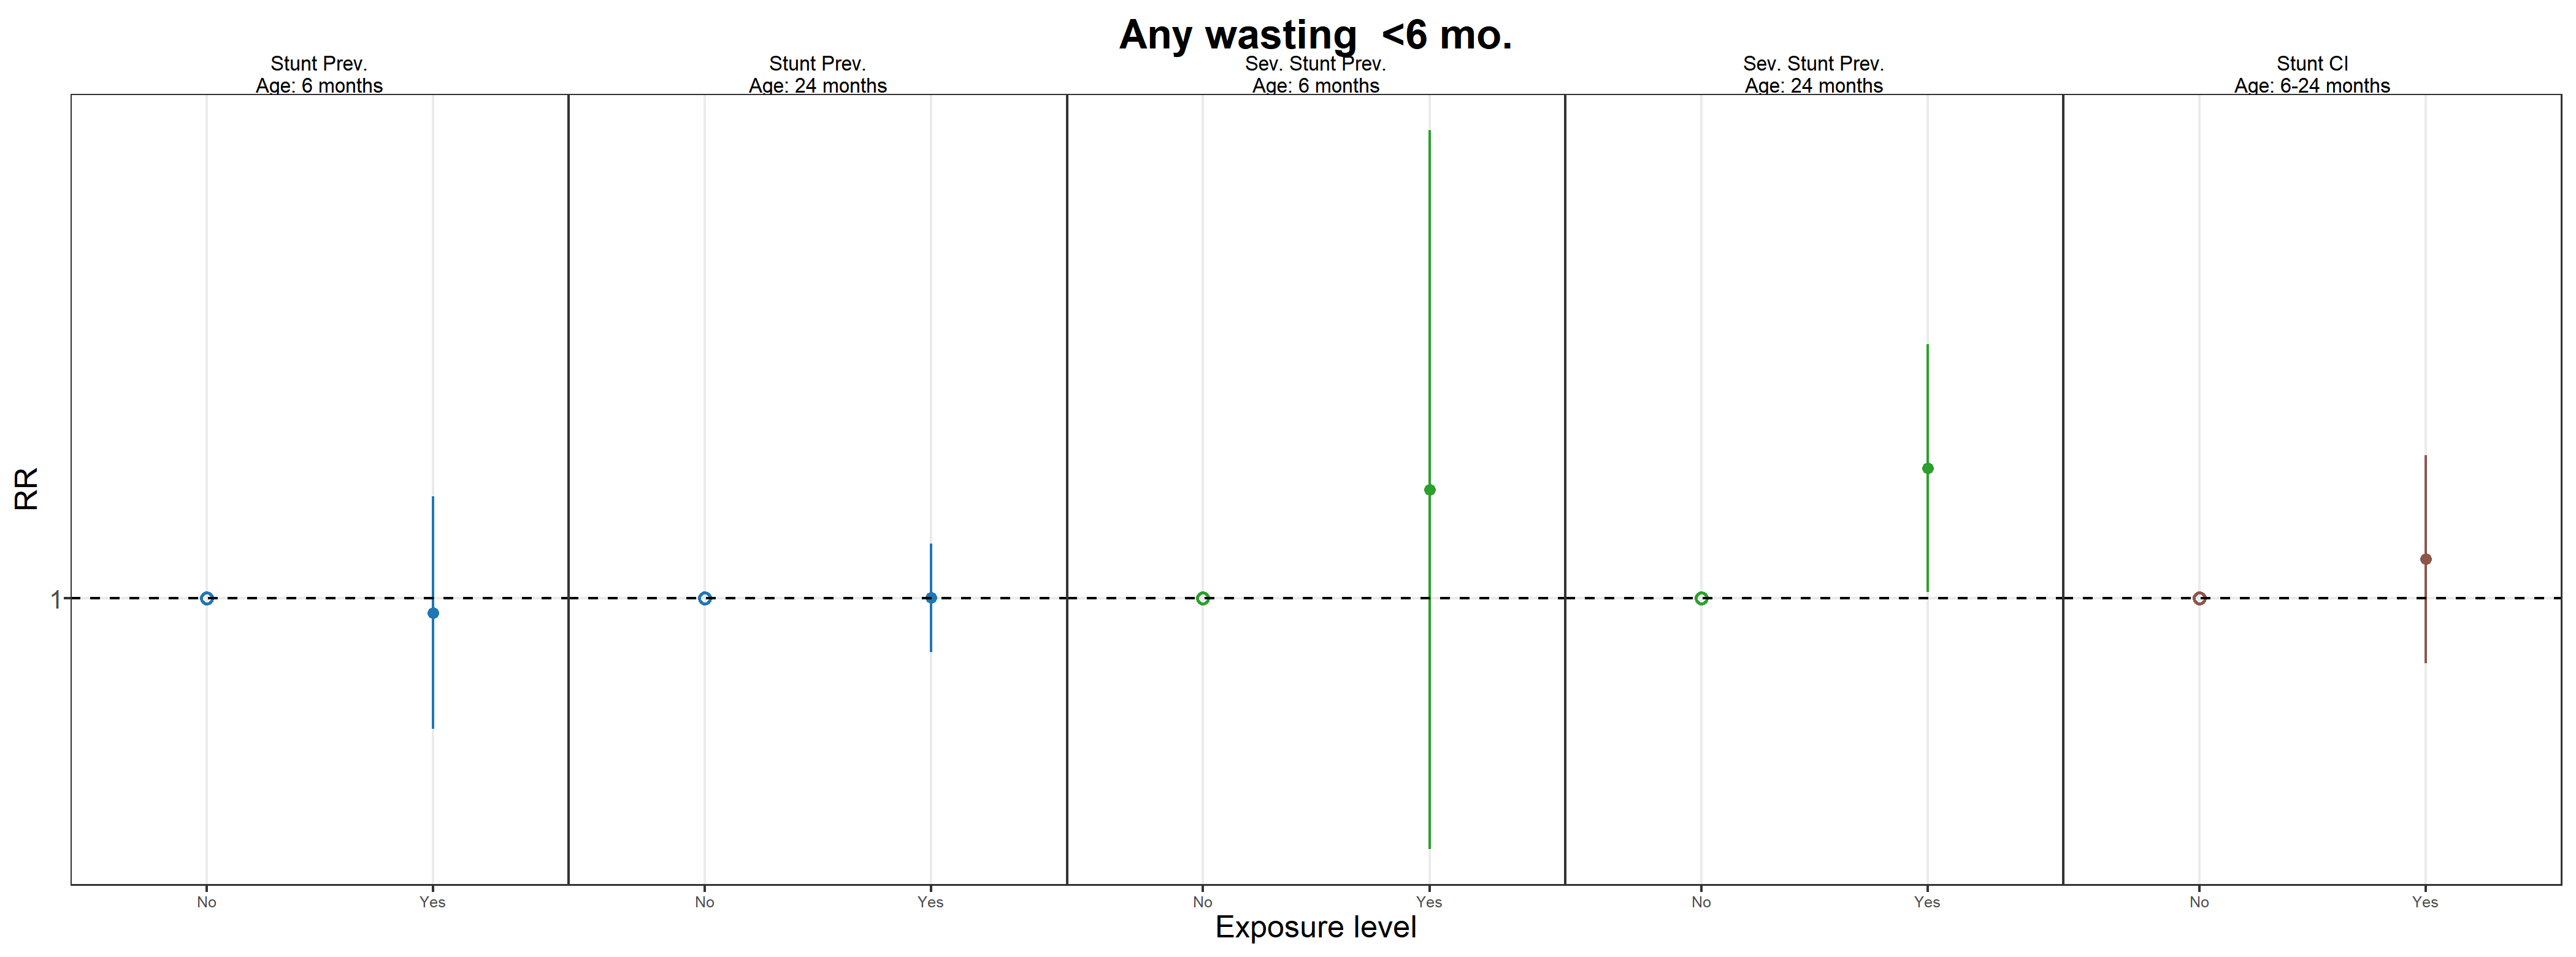 Any wasting  <6 mo.
Stunt Prev.
Age: 6 months
Stunt Prev.
Age: 24 months
Sev. Stunt Prev.
Age: 6 months
Sev. Stunt Prev.
Age: 24 months
Stunt CI
Age: 6-24 months
RR
1
No
Yes
No
Yes
No
Yes
No
Yes
No
Yes
Exposure level